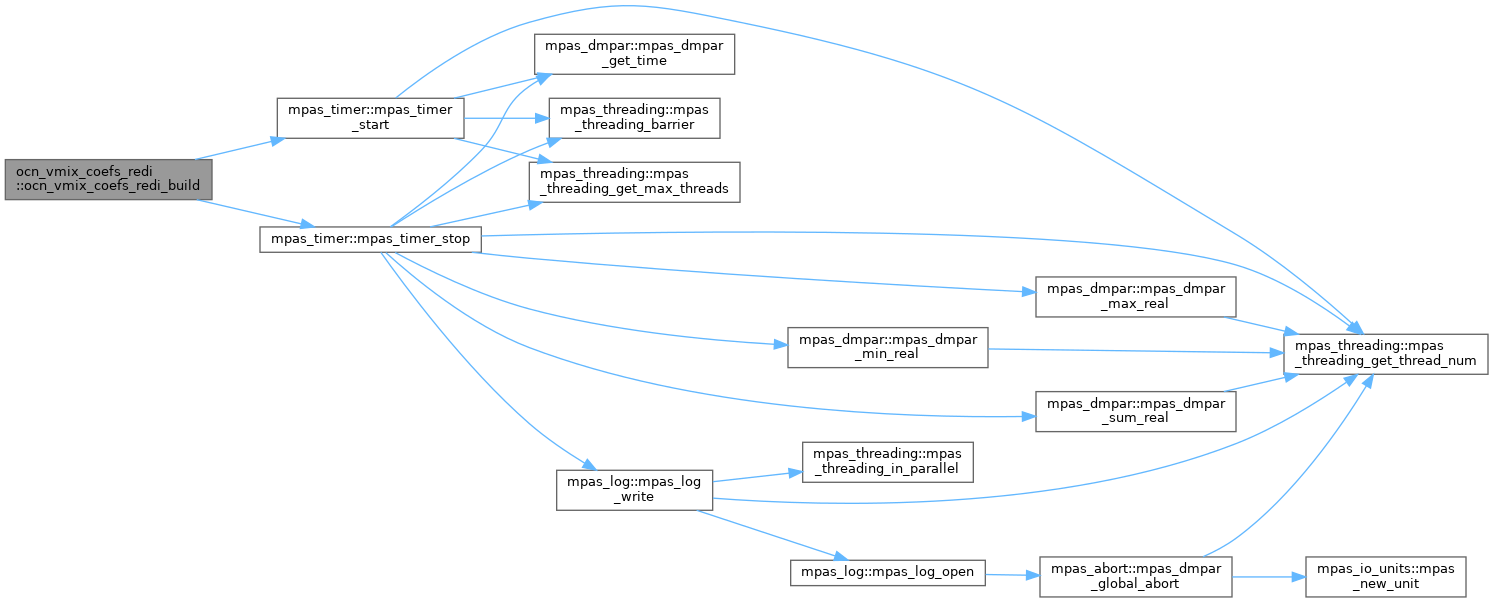 ocn_vmix_coefs_redi
::ocn_vmix_coefs_redi_build
mpas_timer::mpas_timer
_start
mpas_timer::mpas_timer_stop
mpas_dmpar::mpas_dmpar
_get_time
mpas_threading::mpas
_threading_barrier
mpas_threading::mpas
_threading_get_max_threads
mpas_dmpar::mpas_dmpar
_max_real
mpas_dmpar::mpas_dmpar
_min_real
mpas_threading::mpas
_threading_get_thread_num
mpas_dmpar::mpas_dmpar
_sum_real
mpas_threading::mpas
_threading_in_parallel
mpas_log::mpas_log
_write
mpas_log::mpas_log_open
mpas_abort::mpas_dmpar
_global_abort
mpas_io_units::mpas
_new_unit